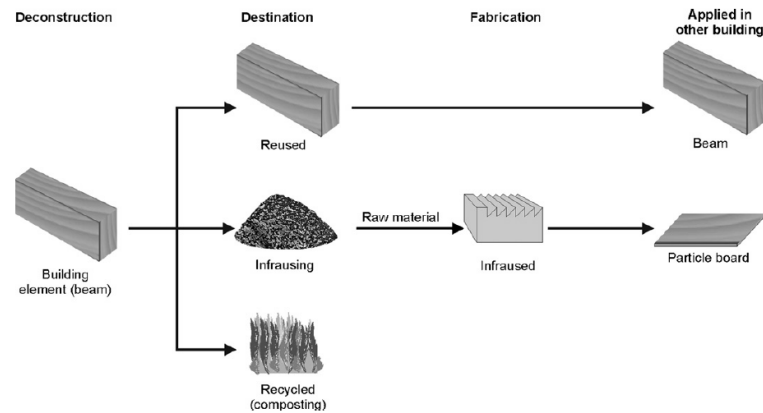 Deconstruction
Destination
Fabrication
Applied in
other building
Reused
Beam
Building
element (beam)
Infrausing
Raw material
Infraused
Particle board
Recycled
(composting)